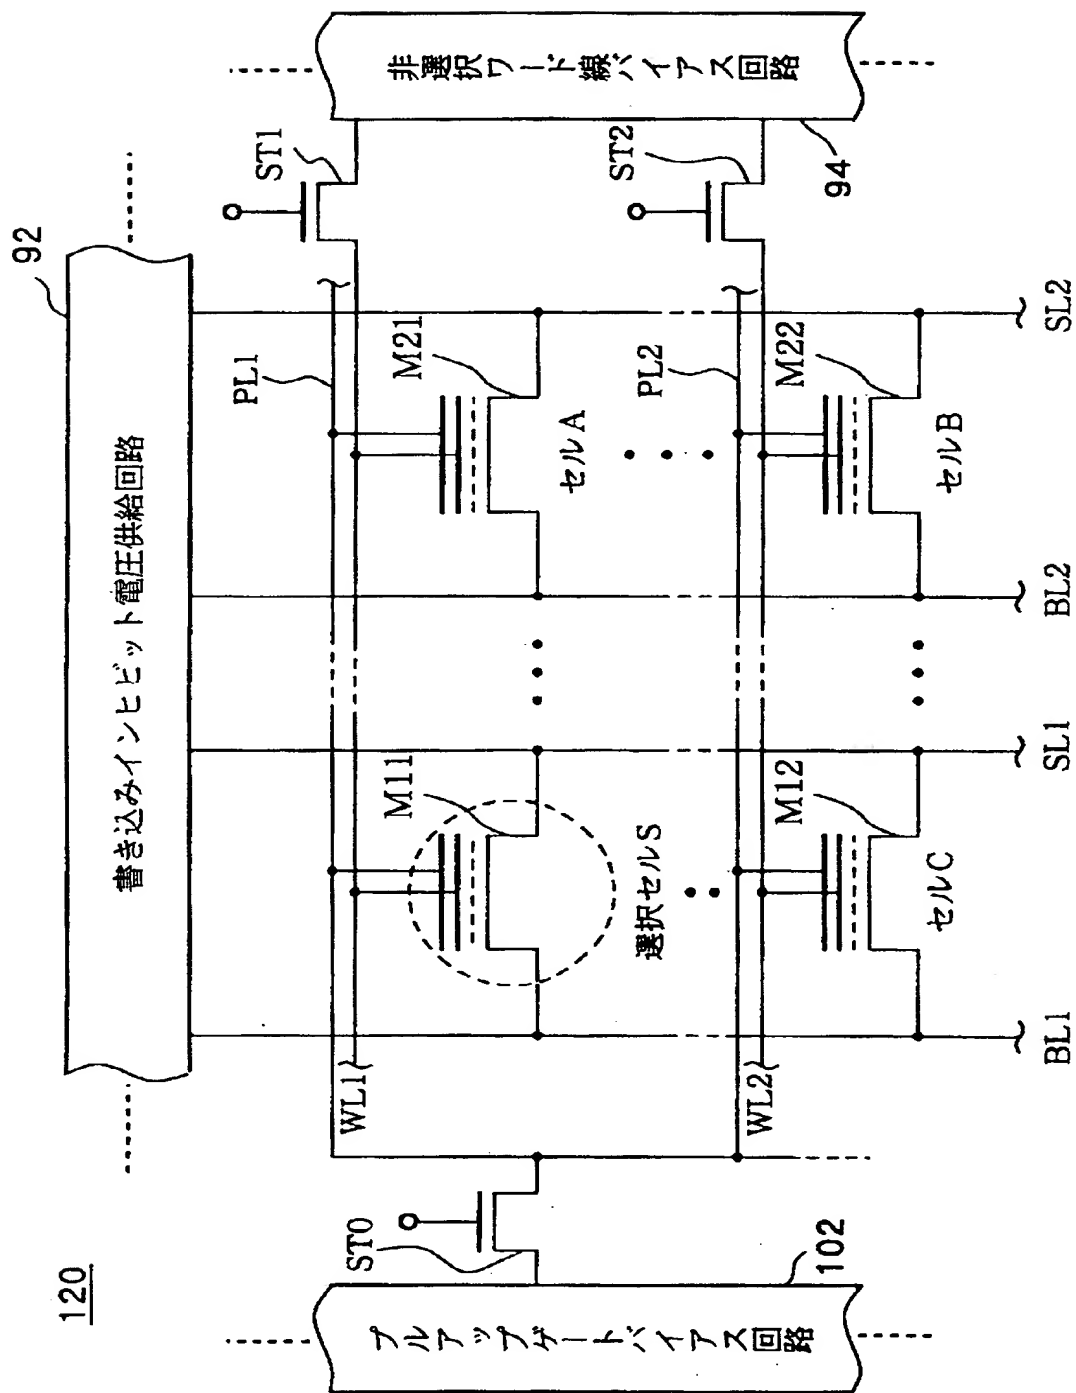 120
書き込みインヒビット電圧供給回路
92
プルアップゲートバイアス回路
102
ST0
WL1
PL1
ST1
M11
選択セルS
M21
セルA
WL2
PL2
ST2
M12
セルC
M22
セルB
非選択ワード線バイアス回路
94
BL1
SL1
BL2
SL2